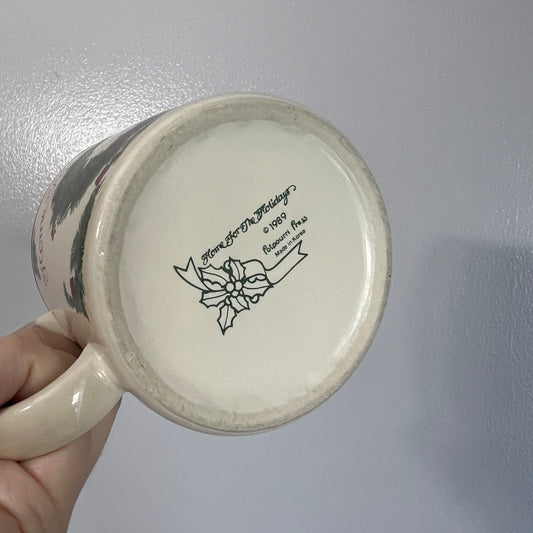 Home For The Holidays
© 1989
Potpourri Press
Made in Korea